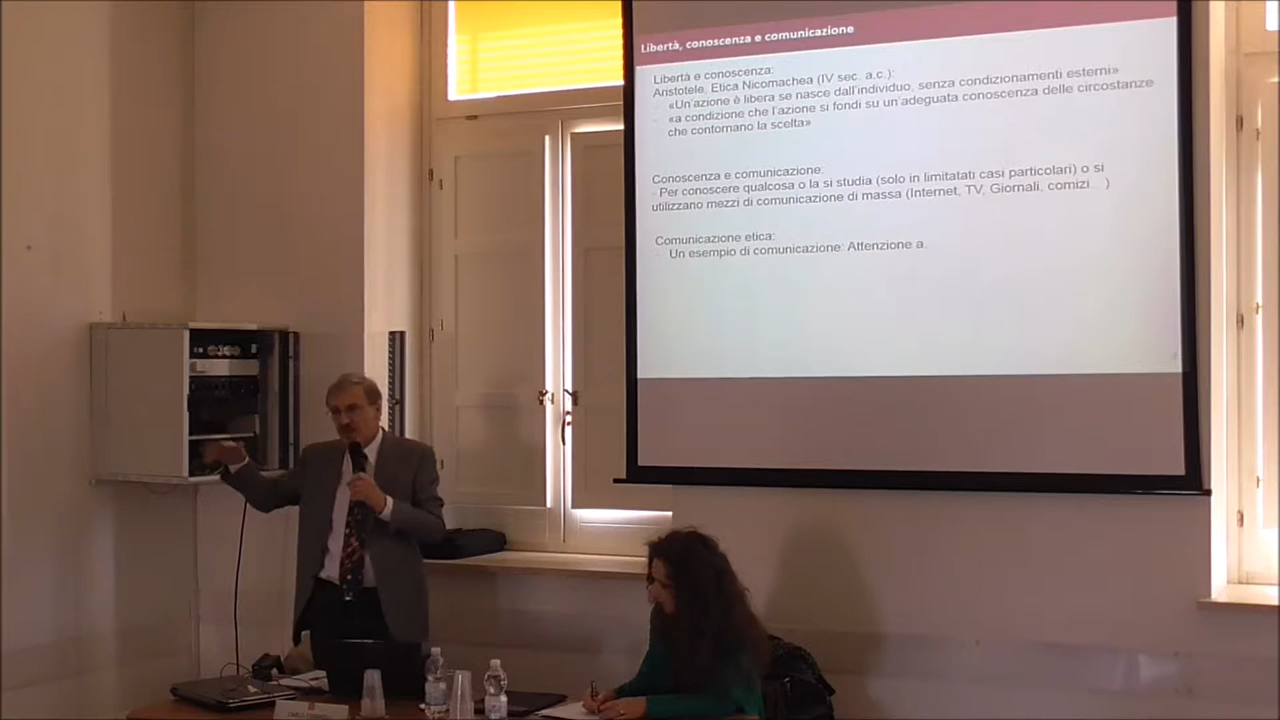 Libertà, conoscenza e comunicazione
Libertà e conoscenza:
Aristotele, Etica Nicomachea (IV sec. a.c.):
- «Un'azione è libera se nasce dall'individuo, senza condizionamenti esterni»
- «a condizione che l'azione si fondi su un'adeguata conoscenza delle circostanze
che contornano la scelta»
Conoscenza e comunicazione:
- Per conoscere qualcosa o la si studia (solo in limitatati casi particolari) o si
utilizzano mezzi di comunicazione di massa (Internet, TV, Giornali, comizi... )
Comunicazione etica:
- Un esempio di comunicazione: Attenzione a.